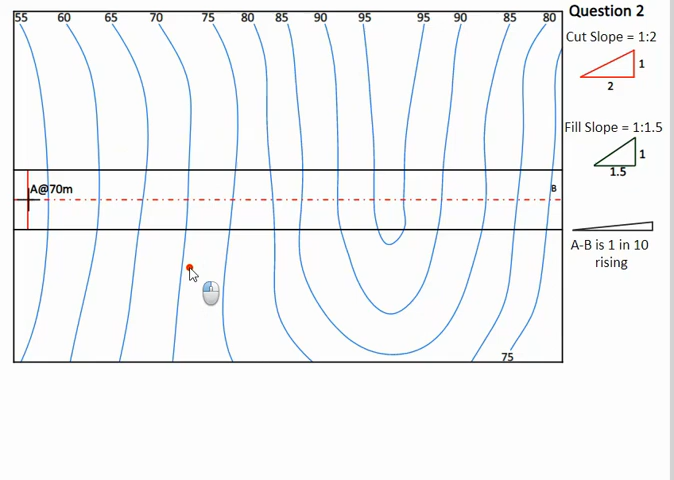 55 60 65 70 75 80 85 90 95 95 90 85 80
Question 2
Cut Slope = 1:2
1
2
Fill Slope = 1:1.5
1
1.5
A@70m
B
A-B is 1 in 10
rising
75